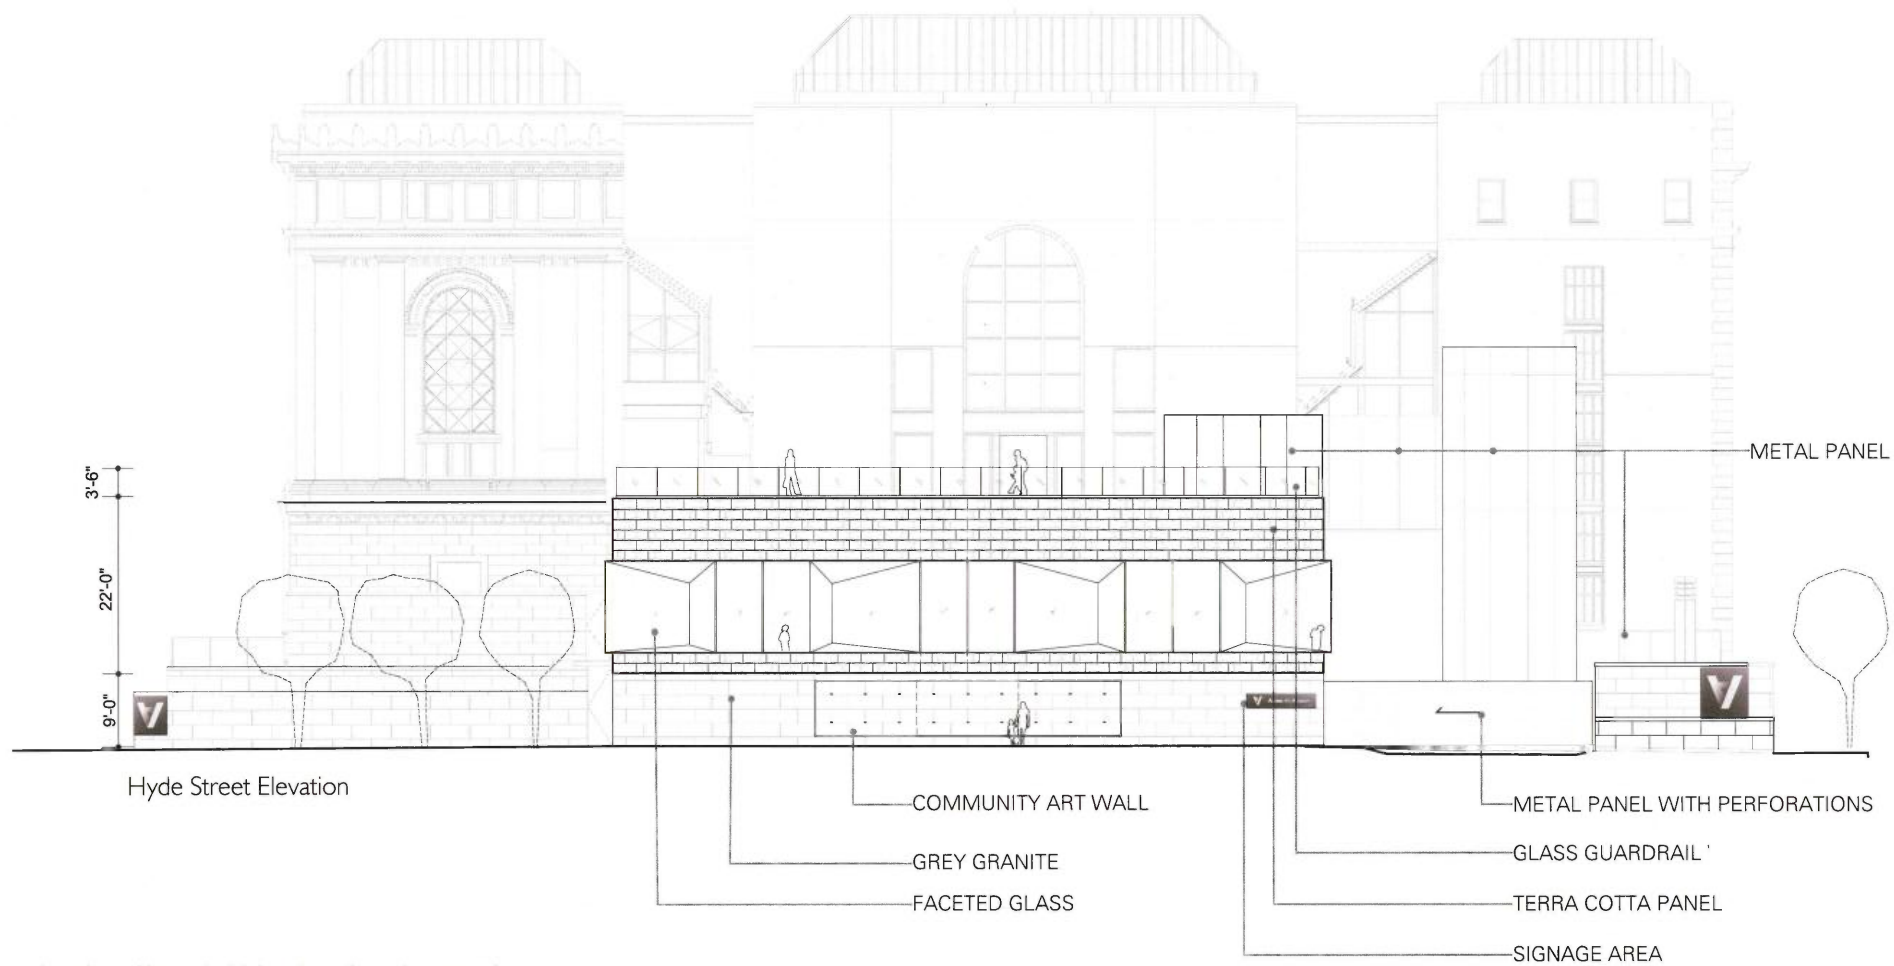 METAL PANEL
3'-6"
22'-0"
9'-0"
Hyde Street Elevation
COMMUNITY ART WALL
METAL PANEL WITH PERFORATIONS
GREY GRANITE
GLASS GUARDRAIL
FACETED GLASS
TERRA COTTA PANEL
SIGNAGE AREA